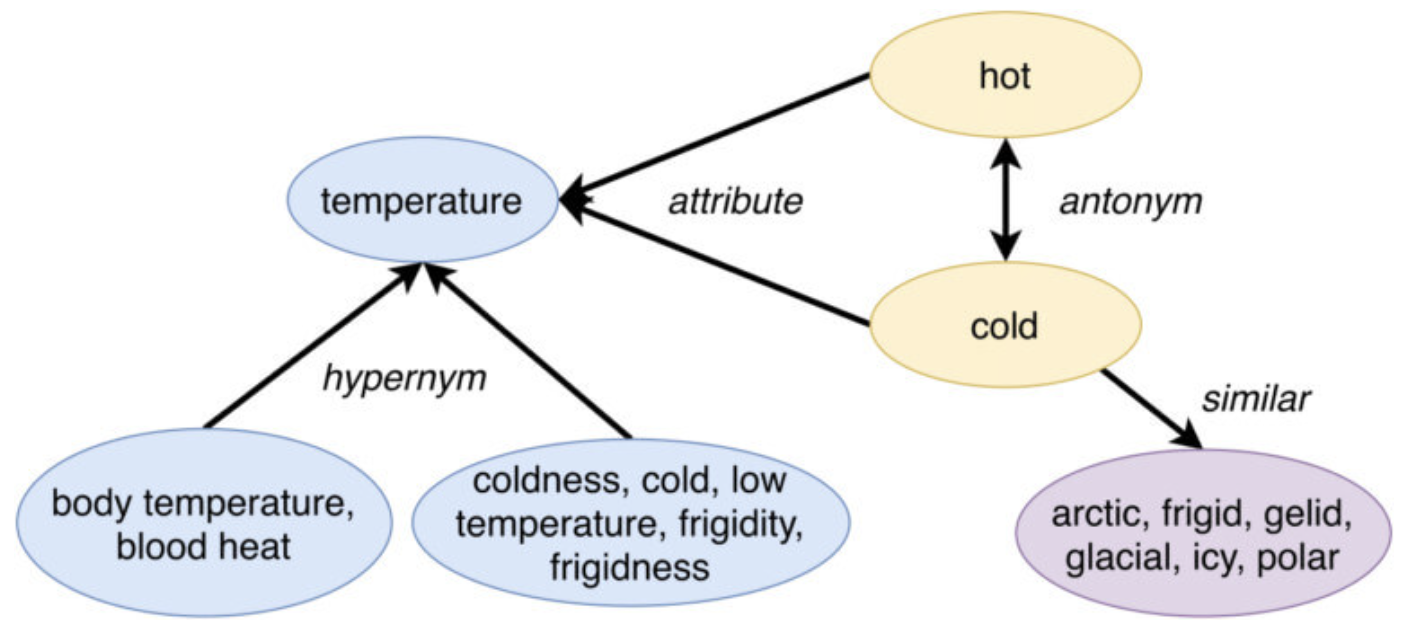 hot
temperature
attribute
antonym
cold
hypernym
similar
body temperature,
blood heat
coldness, cold, low
temperature, frigidity,
frigidness
arctic, frigid, gelid,
glacial, icy, polar